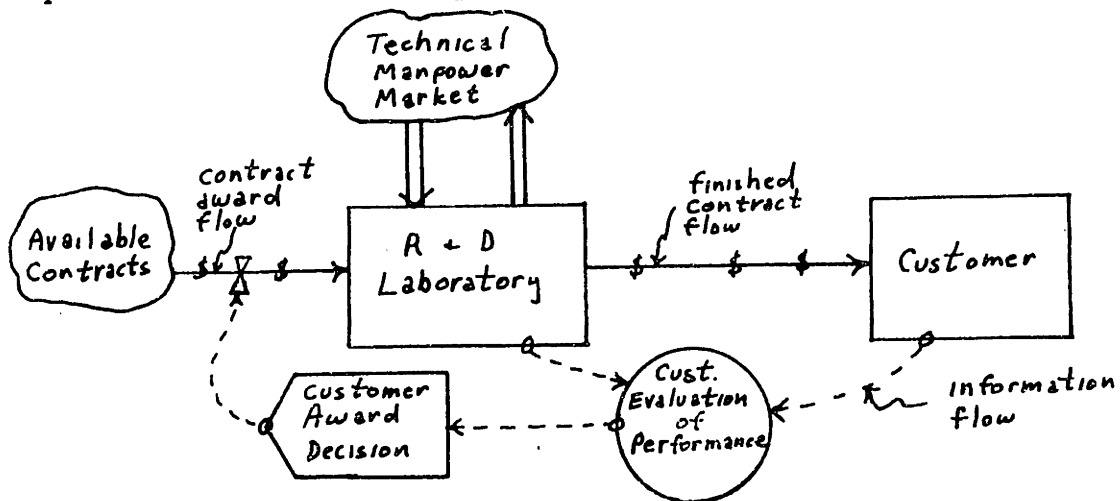 Technical
Manpower
Market
contract
award
flow
finished
contract
flow
Available
Contracts
$ $
R + D
Laboratory
$ $ $
Customer
Customer
Award
Decision
Cust.
Evaluation
of
Performance
information
flow